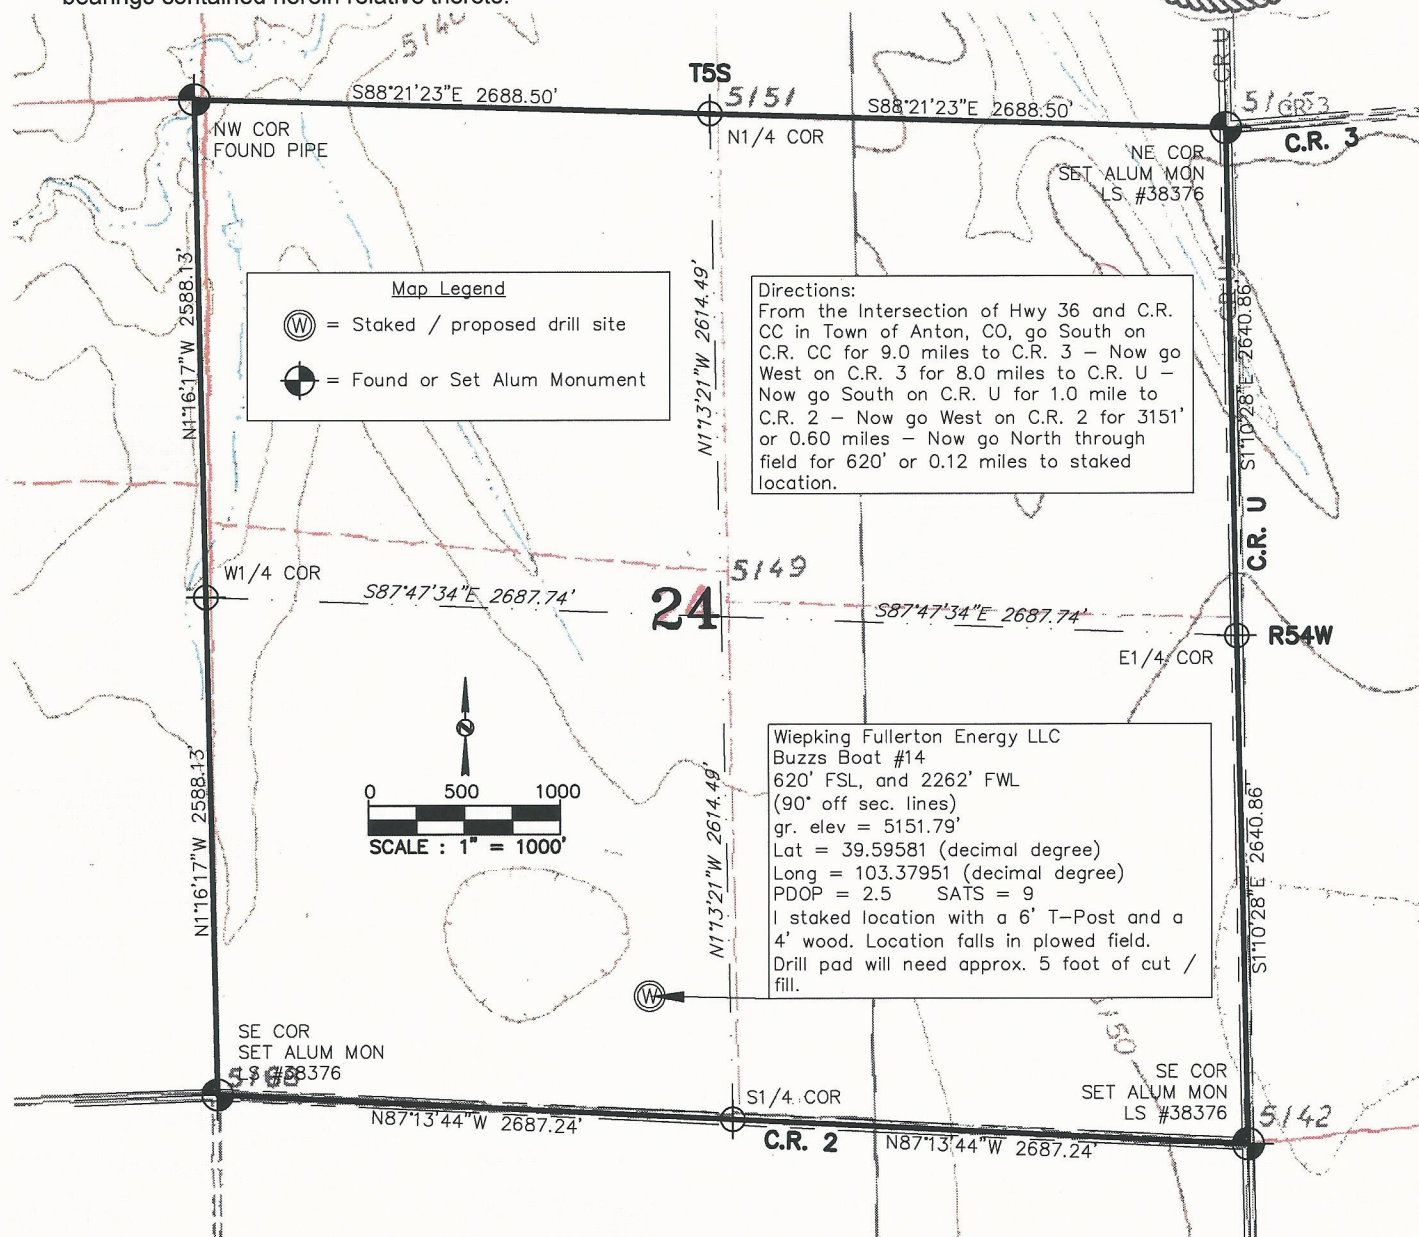 bearings contained herein relative thereto.
C.R. U
T5S
5151
S88°21'23"E 2688.50'
S88°21'23"E 2688.50'
C.R. 3
NW COR
FOUND PIPE
N1/4 COR
NE COR
SET ALUM MON
LS #38376
N1°16'17"W 2588.13'
N1°13'21"W 2614.49'
S1°10'28"E 2640.86'
Map Legend
W = Staked / proposed drill site
= Found or Set Alum Monument
Directions:
From the Intersection of Hwy 36 and C.R.
CC in Town of Anton, CO, go South on
C.R. CC for 9.0 miles to C.R. 3 – Now go
West on C.R. 3 for 8.0 miles to C.R. U –
Now go South on C.R. U for 1.0 mile to
C.R. 2 – Now go West on C.R. 2 for 3151'
or 0.60 miles – Now go North through
field for 620' or 0.12 miles to staked
location.
C.R. U
W1/4 COR
5149
S87°47'34"E 2687.74'
24
S87°47'34"E 2687.74'
R54W
E1/4 COR
N
0 500 1000
SCALE : 1" = 1000'
N1°16'17"W 2588.13'
N1°13'21"W 2614.49'
S1°10'28"E 2640.86'
Wiepking Fullerton Energy LLC
Buzzs Boat #14
620' FSL, and 2262' FWL
(90° off sec. lines)
gr. elev = 5151.79'
Lat = 39.59581 (decimal degree)
Long = 103.37951 (decimal degree)
PDOP = 2.5 SATS = 9
I staked location with a 6' T-Post and a
4' wood. Location falls in plowed field.
Drill pad will need approx. 5 foot of cut /
fill.
W
5150
SE COR
SET ALUM MON
LS #38376
S1/4 COR
SE COR
SET ALUM MON
LS #38376
5142
N87°13'44"W 2687.24'
C.R. 2
N87°13'44"W 2687.24'